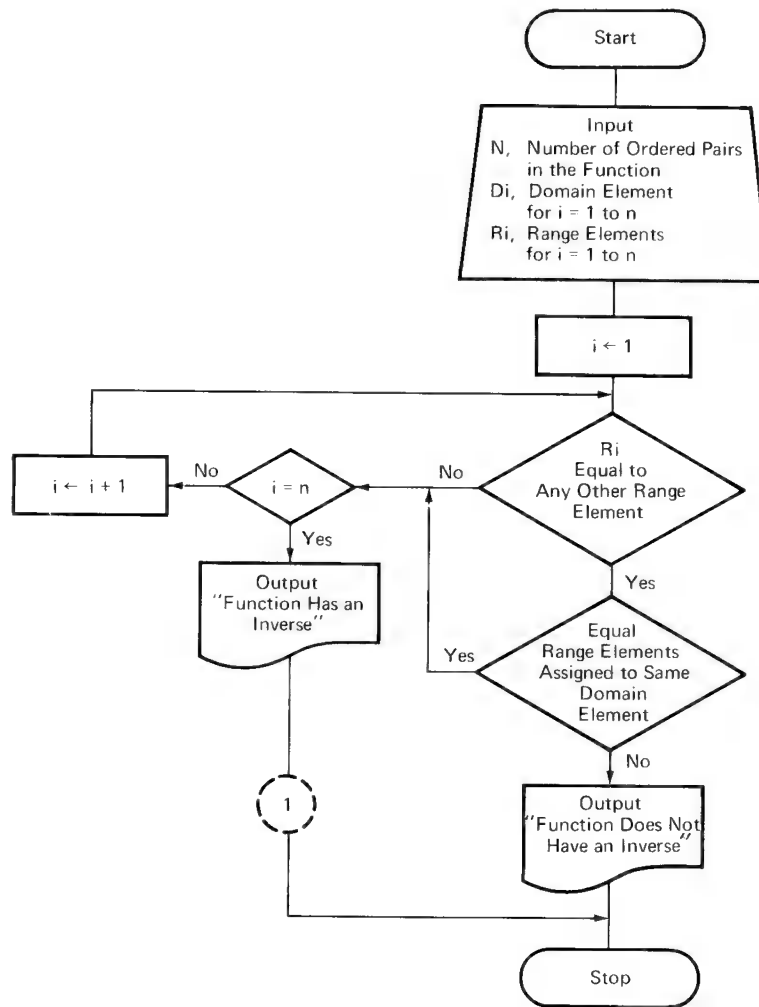 Start
Input
N, Number of Ordered Pairs
in the Function
Di, Domain Element
for i = 1 to n
Ri, Range Elements
for i = 1 to n
i ← 1
Ri
Equal to
Any Other Range
Element
No
i = n
No
i ← i + 1
Yes
Output
"Function Has an
Inverse"
Yes
Equal
Range Elements
Assigned to Same
Domain
Element
Yes
No
1
Output
"Function Does Not
Have an Inverse"
Stop